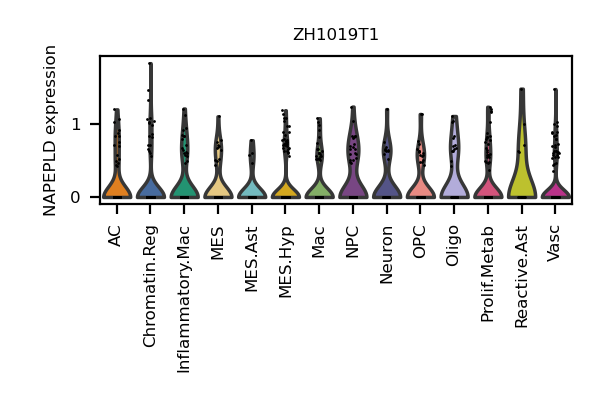 ZH1019T1
NAPEPLD expression
1
0
AC
Chromatin.Reg
Inflammatory.Mac
MES
MES.Ast
MES.Hyp
Mac
NPC
Neuron
OPC
Oligo
Prolif.Metab
Reactive.Ast
Vasc